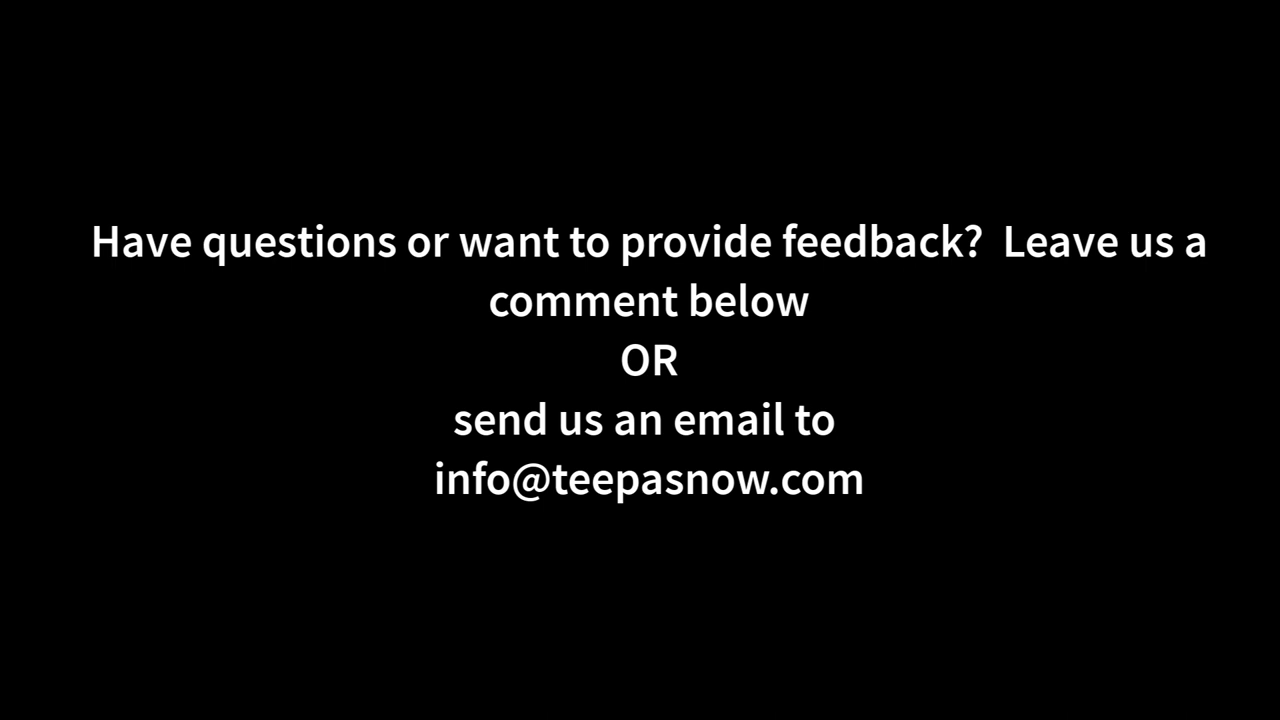 Have questions or want to provide feedback?  Leave us a
comment below
OR
send us an email to
info@teepasnow.com